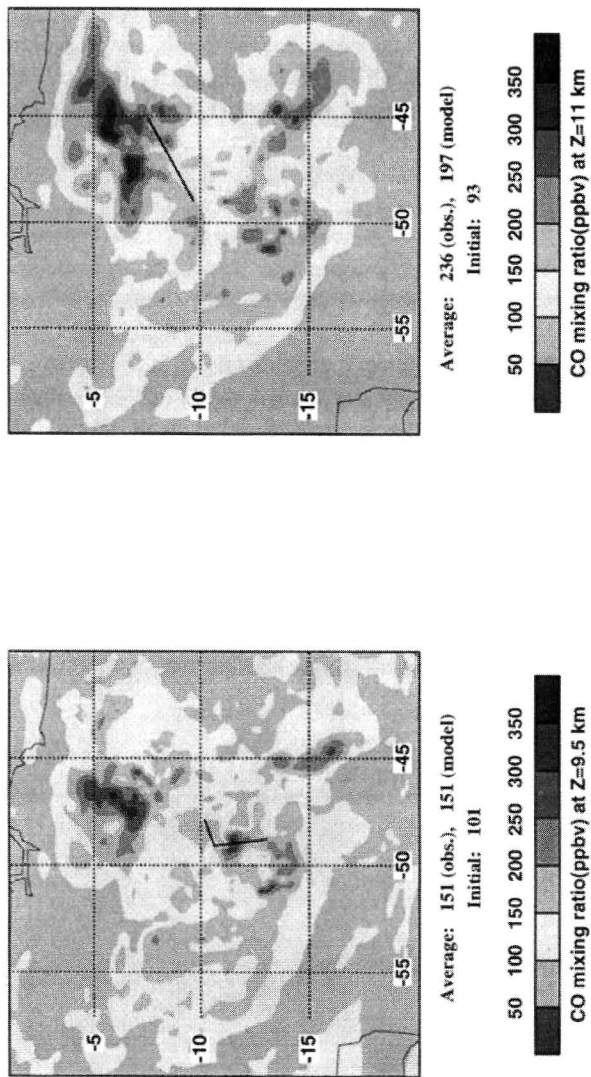 -5
-10
-15
-55 -50 -45
Average: 151 (obs.), 151 (model)
Initial: 101
50 100 150 200 250 300 350
CO mixing ratio(ppbv) at Z=9.5 km
-5
-10
-15
-55 -50 -45
Average: 236 (obs.), 197 (model)
Initial: 93
50 100 150 200 250 300 350
CO mixing ratio(ppbv) at Z=11 km